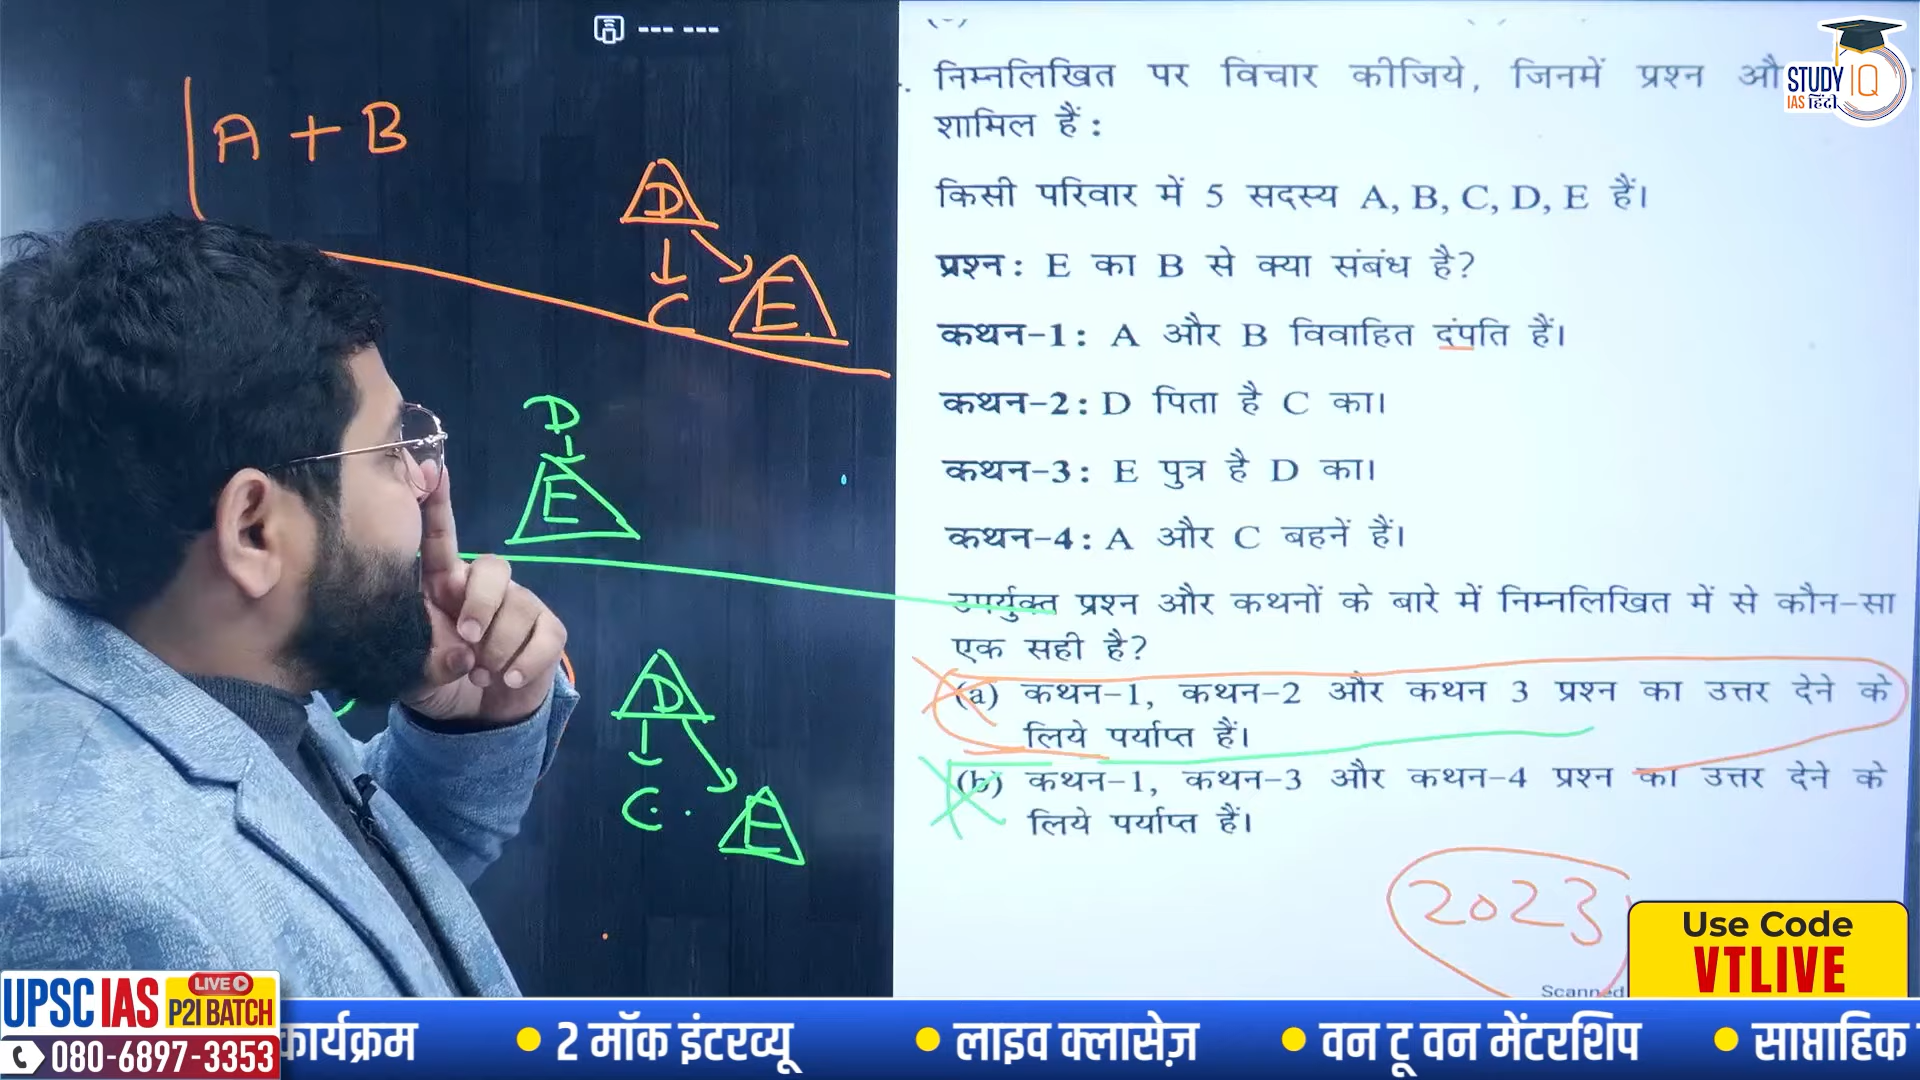 A + B
D
C
E
D
E
D
C
E
निम्नलिखित पर विचार कीजिये, जिनमें प्रश्न औ
शामिल हैं :
किसी परिवार में 5 सदस्य A, B, C, D, E हैं।
प्रश्न : E का B से क्या संबंध है?
कथन-1 : A और B विवाहित दंपति हैं।
कथन-2 : D पिता है C का।
कथन-3 : E पुत्र है D का।
कथन-4 : A और C बहनें हैं।
उपर्युक्त प्रश्न और कथनों के बारे में निम्नलिखित में से कौन-सा
एक सही है?
(a) कथन-1, कथन-2 और कथन 3 प्रश्न का उत्तर देने के
लिये पर्याप्त हैं।
(b) कथन-1, कथन-3 और कथन-4 प्रश्न का उत्तर देने के
लिये पर्याप्त हैं।
2023
Scanned
STUDY IQ
IAS हिंदी
Use Code
VTLIVE
UPSC IAS LIVE P2I BATCH
080-6897-3353
कार्यक्रम • 2 मॉक इंटरव्यू • लाइव क्लासेज़ • वन टू वन मेंटरशिप • साप्ताहिक